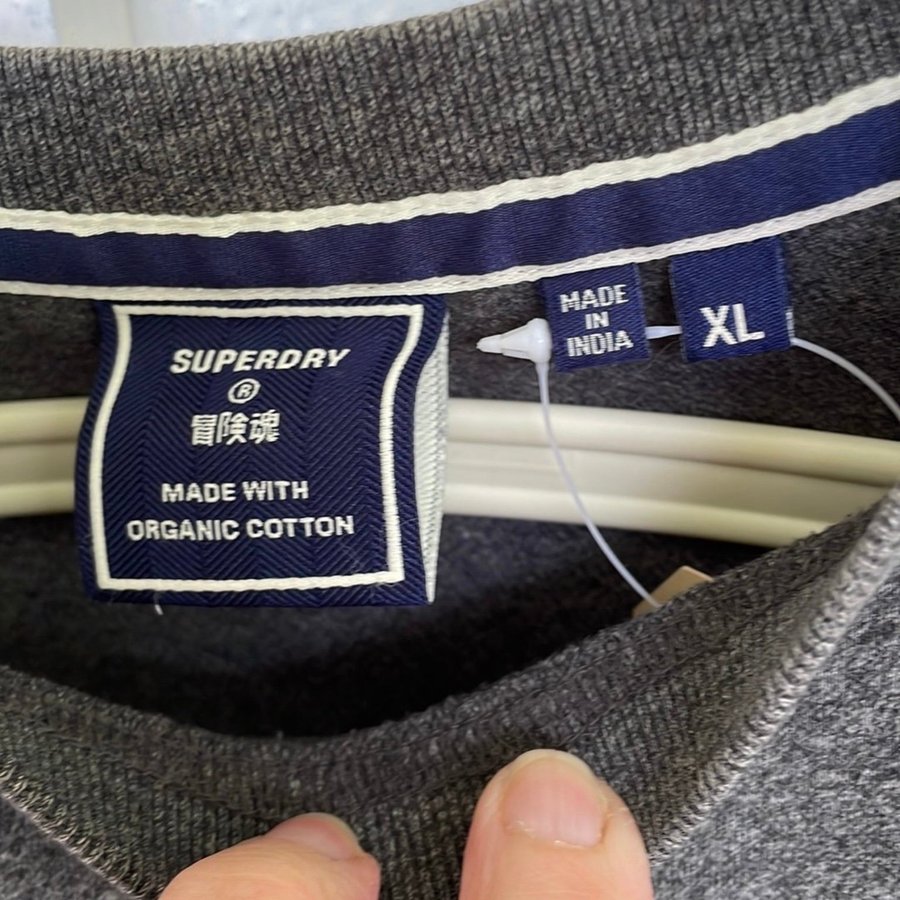 SUPERDRY
®
冒険魂
MADE WITH
ORGANIC COTTON
MADE
IN
INDIA
XL